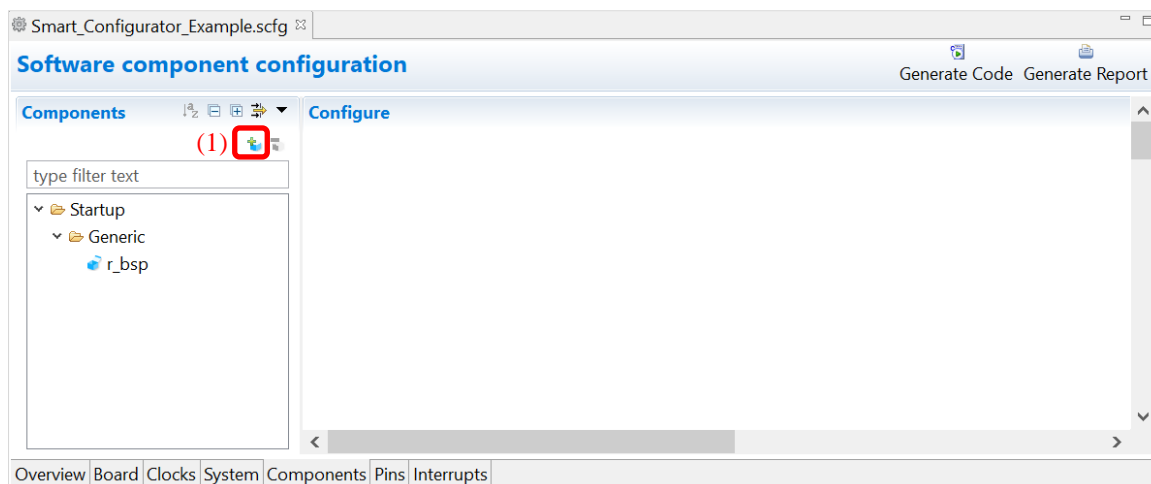 Smart_Configurator_Example.scfg
Software component configuration
Generate Code Generate Report
Components
Configure
(1)
type filter text
Startup
Generic
r_bsp
Overview Board Clocks System Components Pins Interrupts